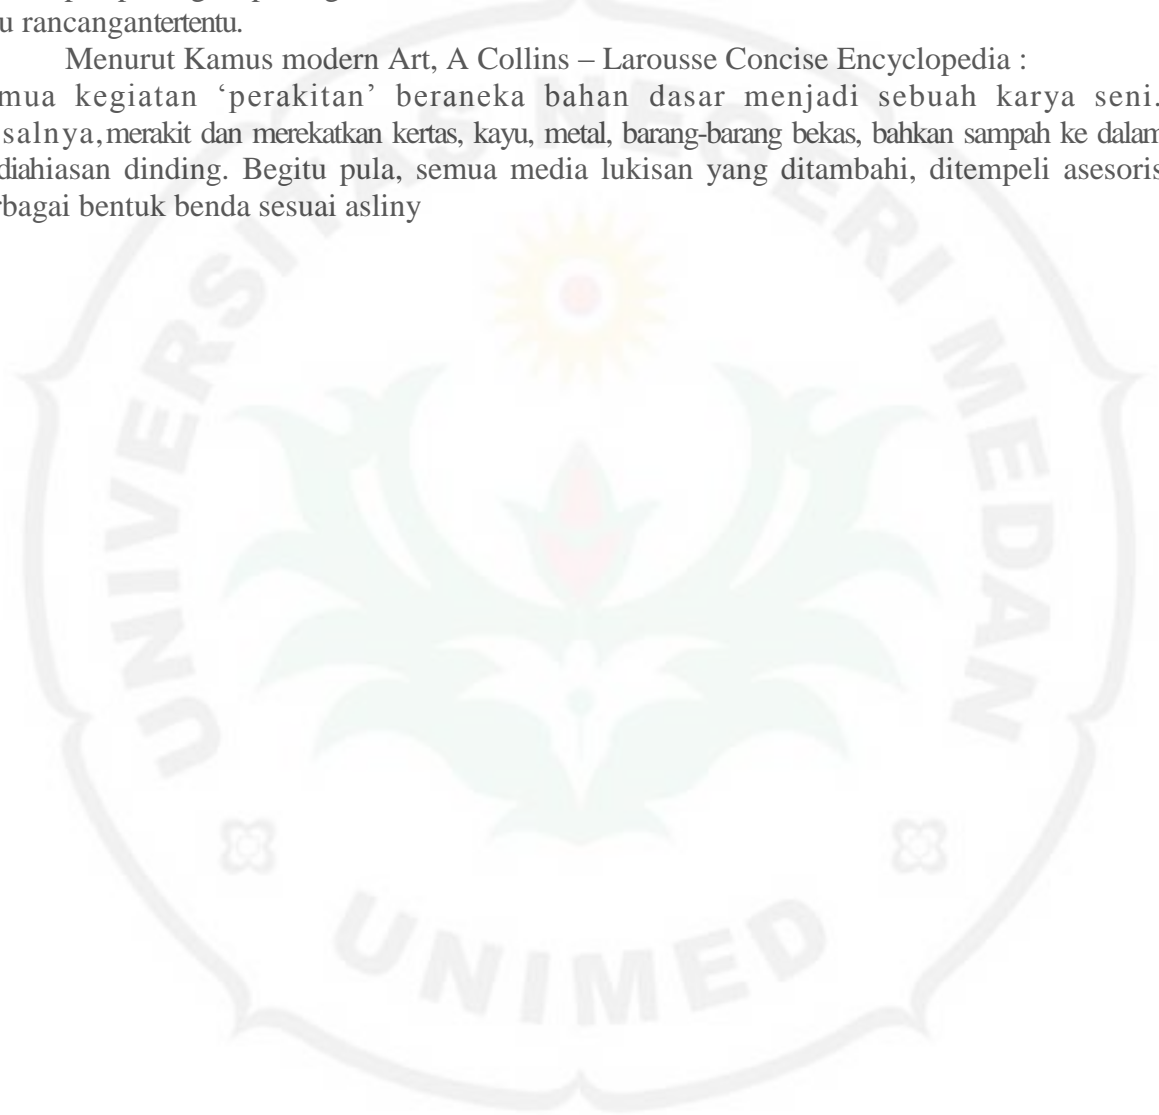 u rancangantertentu.
Menurut Kamus modern Art, A Collins – Larousse Concise Encyclopedia :
mua kegiatan ‘perakitan’ beraneka bahan dasar menjadi sebuah karya seni.
salnya, merakit dan merekatkan kertas, kayu, metal, barang-barang bekas, bahkan sampah ke dalam
diahiasan dinding. Begitu pula, semua media lukisan yang ditambahi, ditempeli asesoris
rbagai bentuk benda sesuai asliny
UNIVERSITAS NEGERI MEDAN
UNIMED